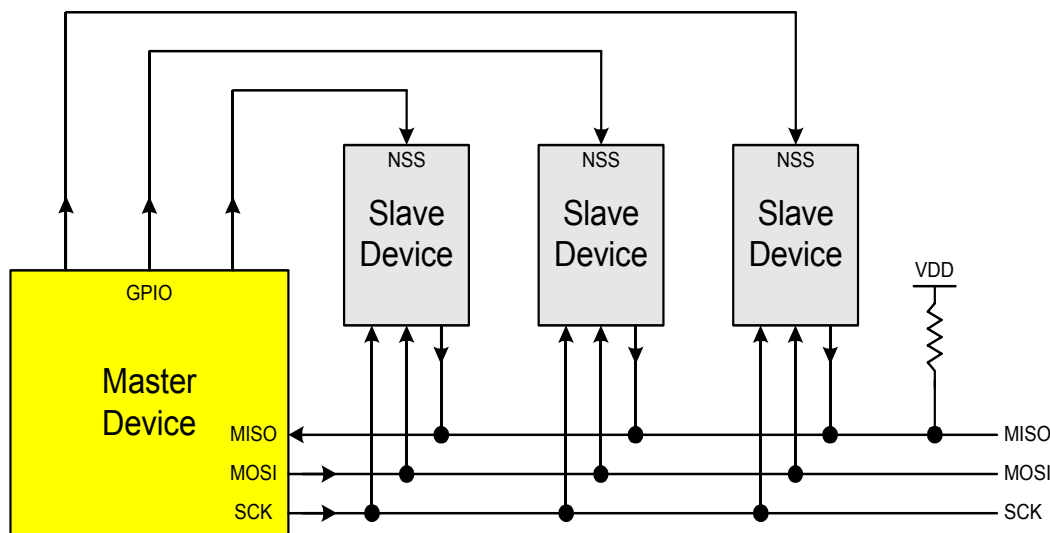 NSS
Slave
Device
NSS
Slave
Device
NSS
Slave
Device
VDD
GPIO
Master
Device
MISO
MOSI
SCK
MISO
MOSI
SCK